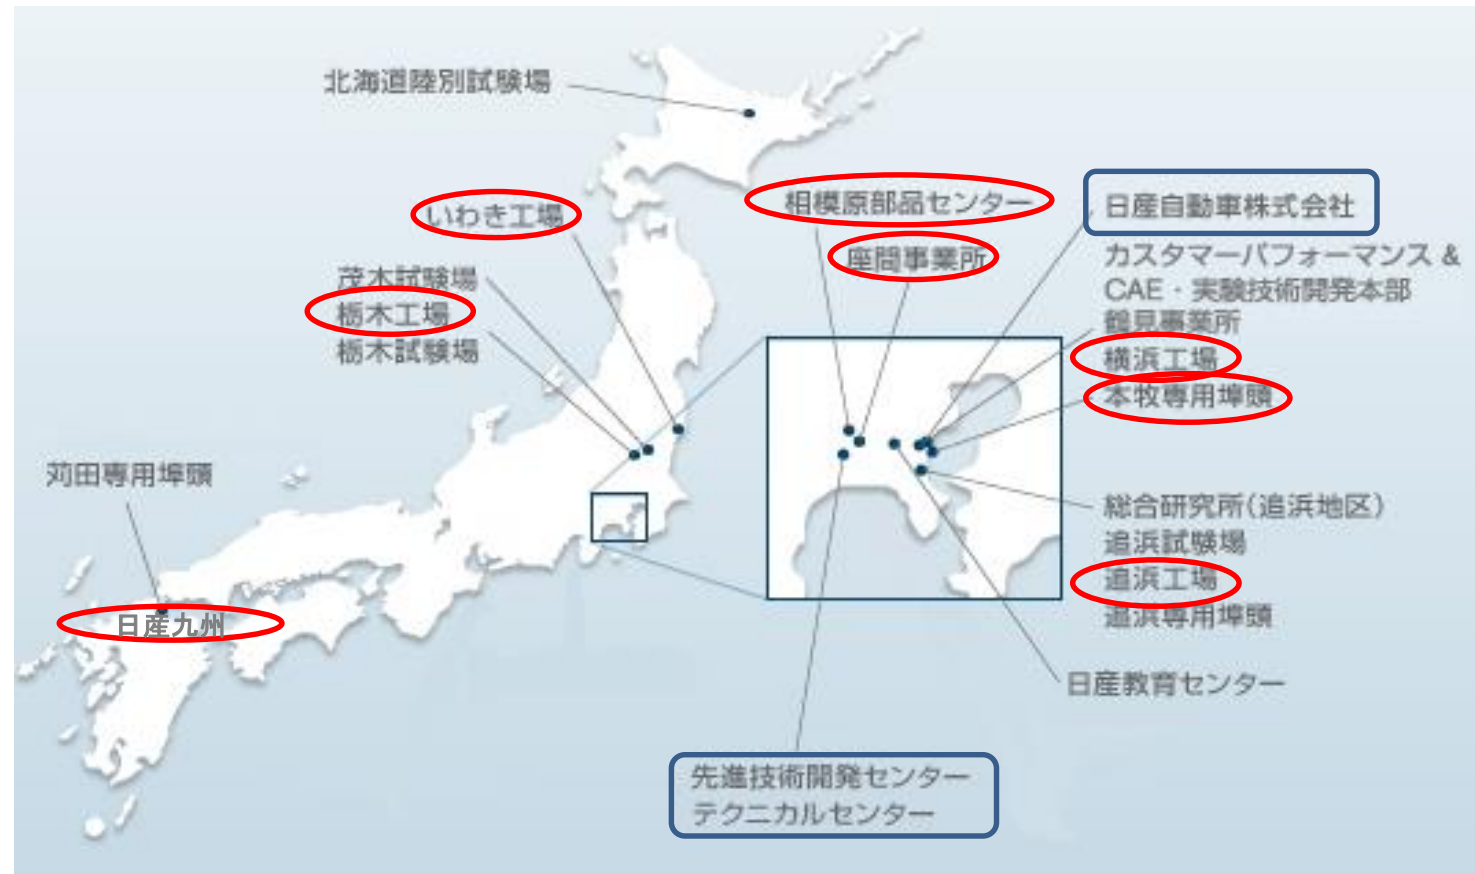 北海道陸別試験場
いわき工場
茂木試験場
栃木工場
栃木試験場
苅田専用埠頭
日産九州
相模原部品センター
座間事業所
日産自動車株式会社
カスタマーパフォーマンス &
CAE・実験技術開発本部
鶴見事業所
横浜工場
本牧専用埠頭
総合研究所(追浜地区)
追浜試験場
追浜工場
追浜専用埠頭
日産教育センター
先進技術開発センター
テクニカルセンター